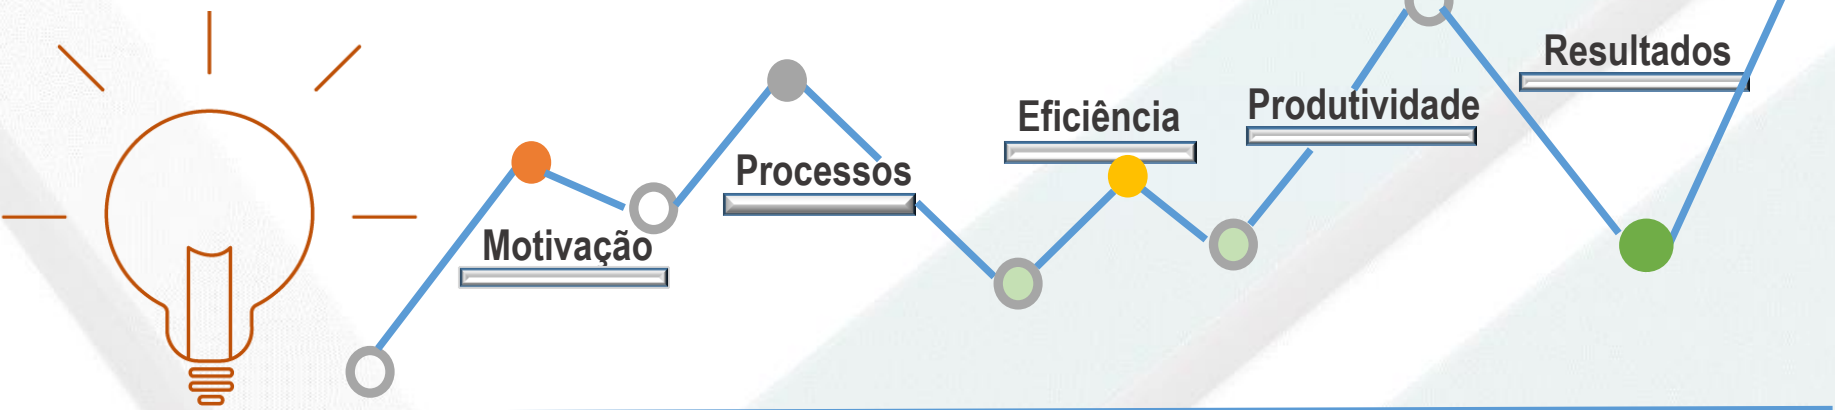 Motivação
Processos
Eficiência
Produtividade
Resultados